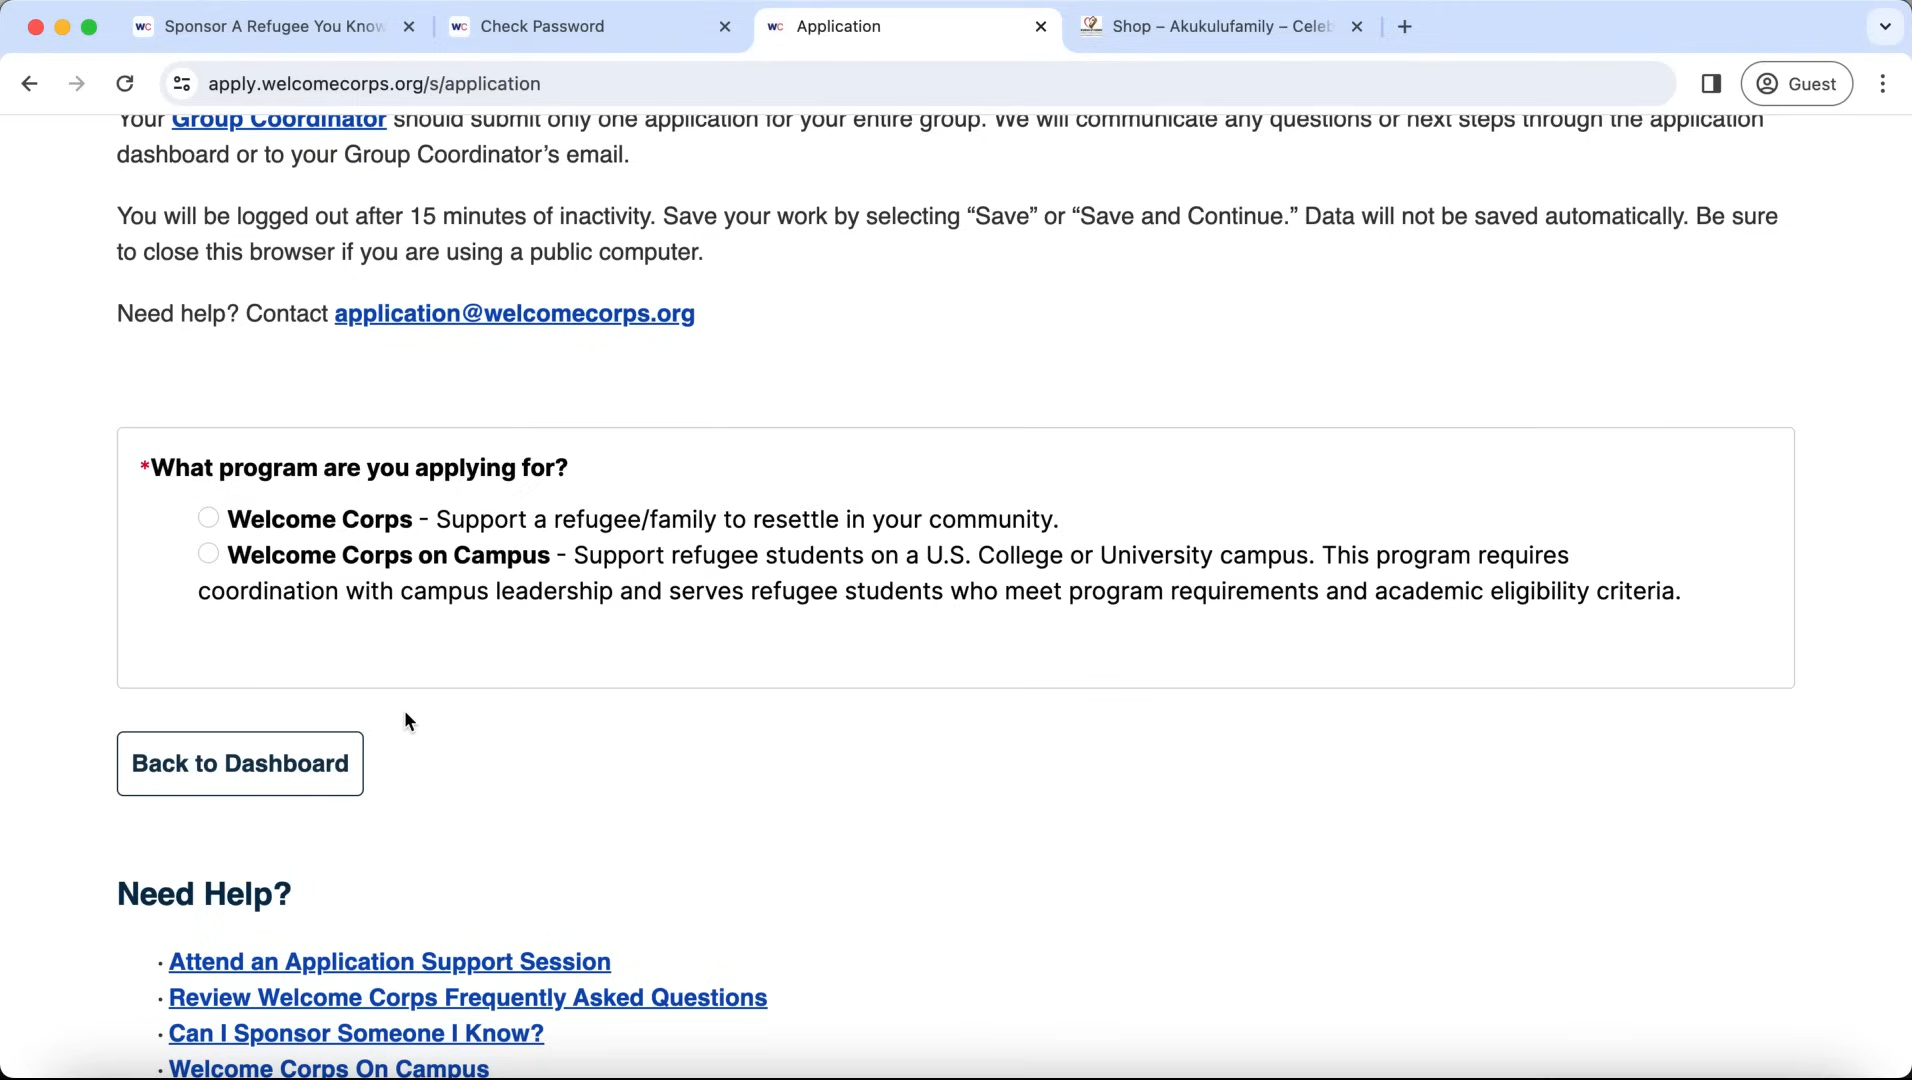 Sponsor A Refugee You Know
Check Password
Application
Shop – Akukulufamily – Celeb
apply.welcomecorps.org/s/application
Guest
Your Group Coordinator should submit only one application for your entire group. We will communicate any questions or next steps through the application
dashboard or to your Group Coordinator’s email.
You will be logged out after 15 minutes of inactivity. Save your work by selecting “Save” or “Save and Continue.” Data will not be saved automatically. Be sure
to close this browser if you are using a public computer.
Need help? Contact application@welcomecorps.org
*What program are you applying for?
Welcome Corps - Support a refugee/family to resettle in your community.
Welcome Corps on Campus - Support refugee students on a U.S. College or University campus. This program requires
coordination with campus leadership and serves refugee students who meet program requirements and academic eligibility criteria.
Back to Dashboard
Need Help?
· Attend an Application Support Session
· Review Welcome Corps Frequently Asked Questions
· Can I Sponsor Someone I Know?
· Welcome Corps On Campus